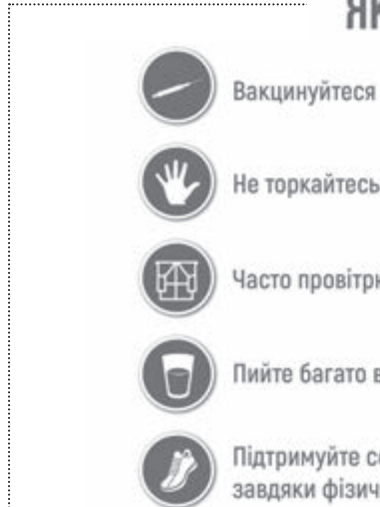 Вакцинуйтеся
Не торкайтесь
Часто
Пийте багато
Підтримуйте
завдяки